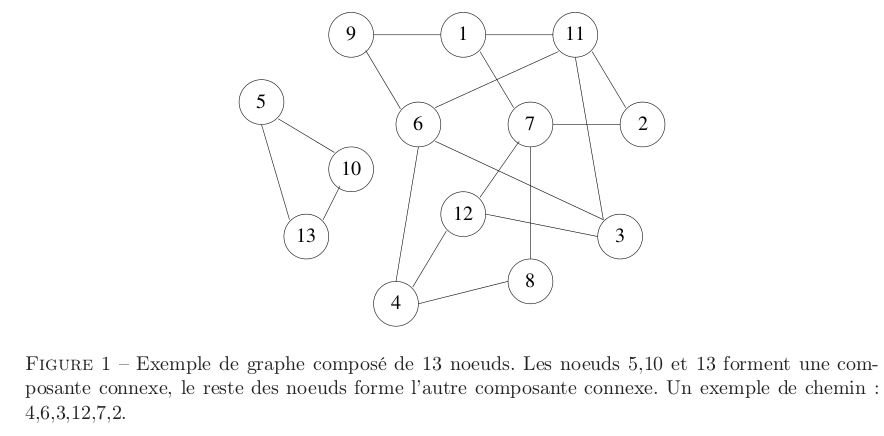 9 1 11
5
6 7 2
10
12
13 3
8
4
FIGURE 1 – Exemple de graphe composé de 13 noeuds. Les noeuds 5,10 et 13 forment une com-
posante connexe, le reste des noeuds forme l'autre composante connexe. Un exemple de chemin :
4,6,3,12,7,2.